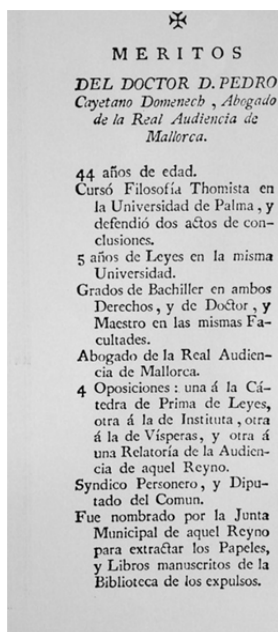 ✠
MERITOS
DEL DOCTOR D. PEDRO
Cayetano Domenech , Abogado
de la Real Audiencia de
Mallorca.
44 años de edad.
Cursó Filosofía Thomista en
la Universidad de Palma , y
defendió dos actos de con-
clusiones.
5 años de Leyes en la misma
Universidad.
Grados de Bachiller en ambos
Derechos , y de Doctor , y
Maestro en las mismas Fa-
cultades.
Abogado de la Real Audien-
cia de Mallorca.
4 Oposiciones : una á la Cá-
tedra de Prima de Leyes,
otra á la de Instituta , otra
á la de Vísperas, y otra á
una Relatoría de la Audien-
cia de aquel Reyno.
Syndico Personero , y Dipu-
tado del Comun.
Fue nombrado por la Junta
Municipal de aquel Reyno
para extractar los Papeles,
y Libros manuscritos de la
Biblioteca de los expulsos.